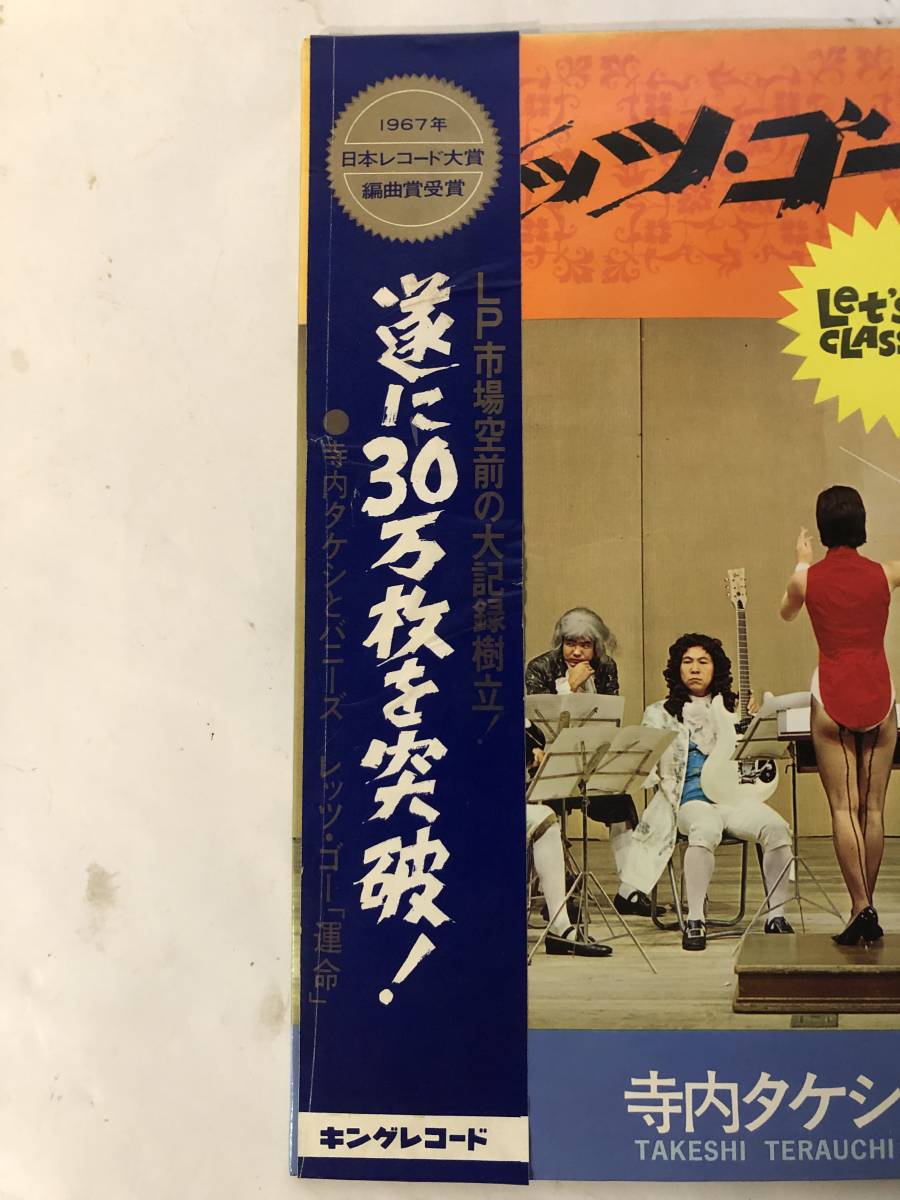 1967年
日本レコード大賞
編曲賞受賞
LP市場空前の大記録樹立!
遂に30万枚を突破!
●寺内タケシとバニーズ レッツ・ゴー「運命」
キングレコード
ッツ・ゴー
Let's
CLASS
寺内タケシ
TAKESHI TERAUCHI